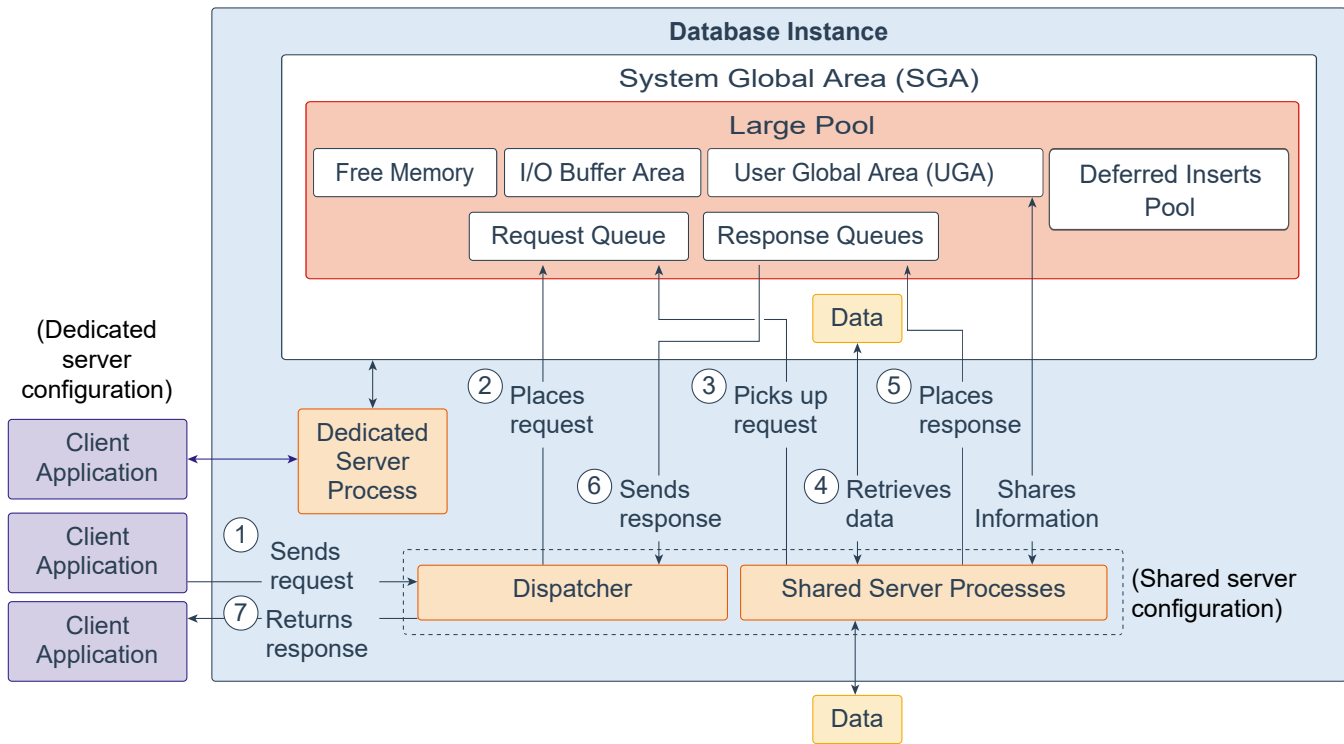 Database Instance
System Global Area (SGA)
Large Pool
Free Memory
I/O Buffer Area
User Global Area (UGA)
Deferred Inserts
Pool
Request Queue
Response Queues
Data
(Dedicated
server
configuration)
Client
Application
Dedicated
Server
Process
2
Places
request
3
Picks up
request
5
Places
response
6
Sends
response
4
Retrieves
data
Shares
Information
Client
Application
1
Sends
request
Dispatcher
Shared Server Processes
(Shared server
configuration)
Client
Application
7
Returns
response
Data